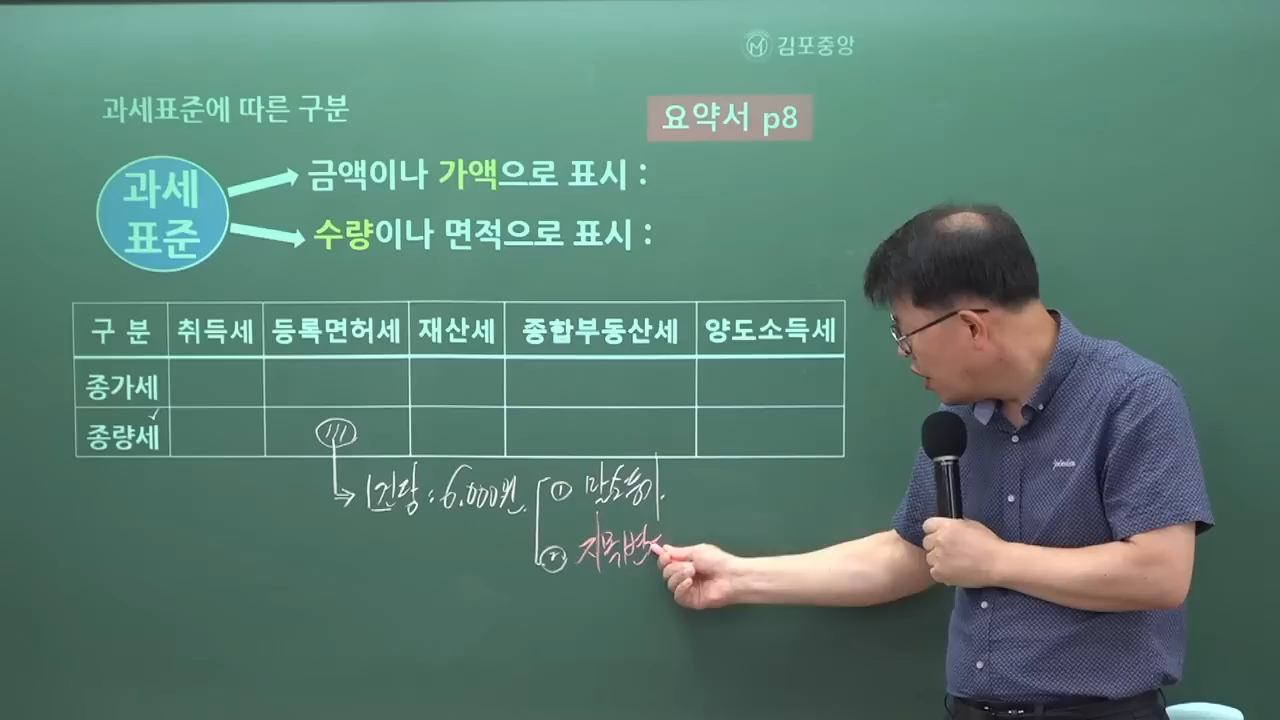 김포중앙
과세표준에 따른 구분
요약서 p8
과세
표준
금액이나 가액으로 표시 :
수량이나 면적으로 표시 :
구 분 취득세 등록면허세 재산세 종합부동산세 양도소득세
종가세
종량세
1건당 : 6,000원 ① 말소등기
② 지목변